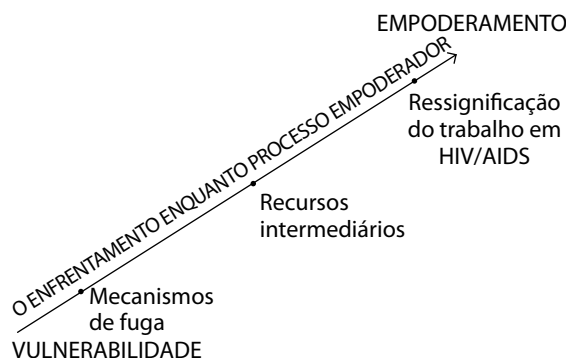 EMPODERAMENTO
O ENFRENTAMENTO ENQUANTO PROCESSO EMPODERADOR
Ressignificação
do trabalho em
HIV/AIDS
Recursos
intermediários
Mecanismos
de fuga
VULNERABILIDADE